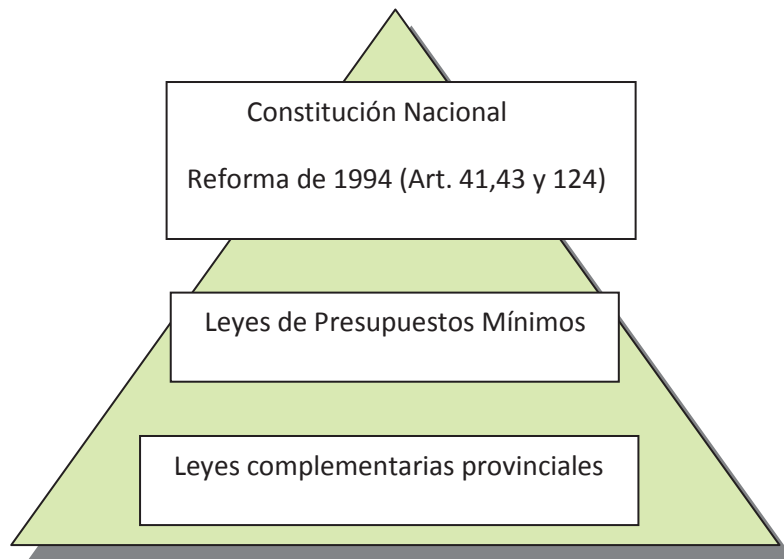 Constitución Nacional
Reforma de 1994 (Art. 41,43 y 124)
Leyes de Presupuestos Mínimos
Leyes complementarias provinciales